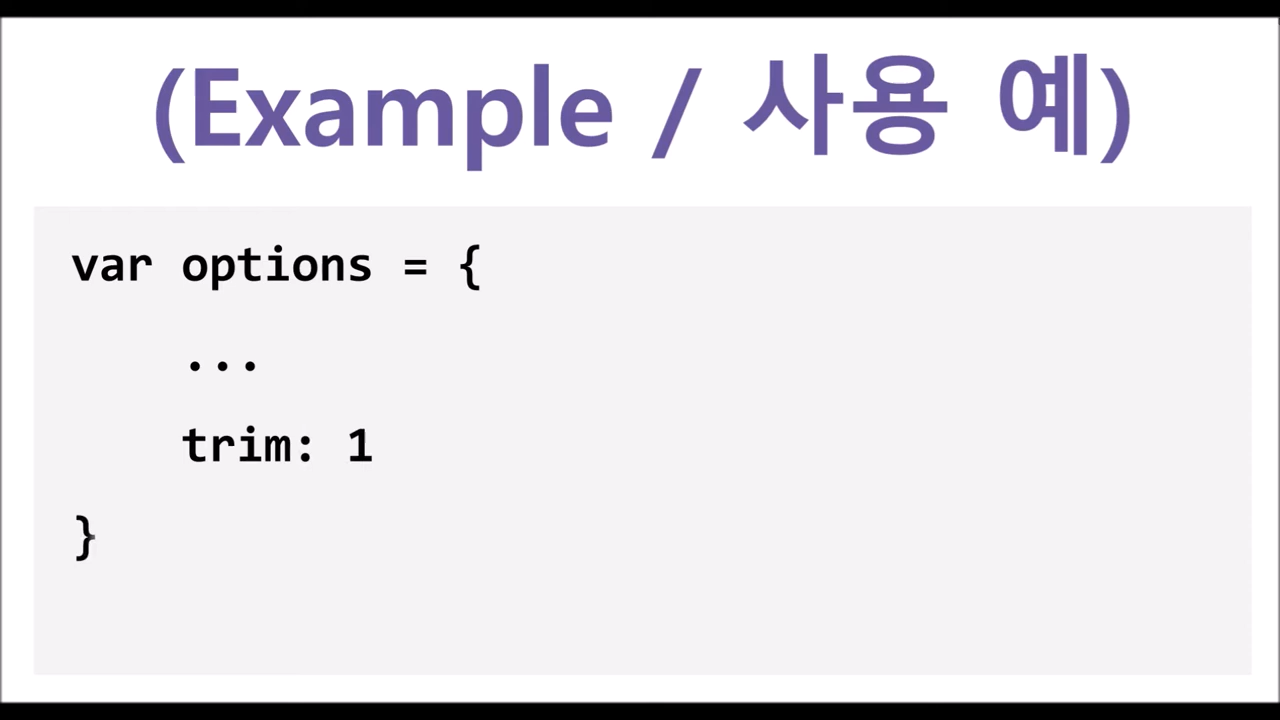 (Example / 사용 예)
var options = {
...
trim: 1
}